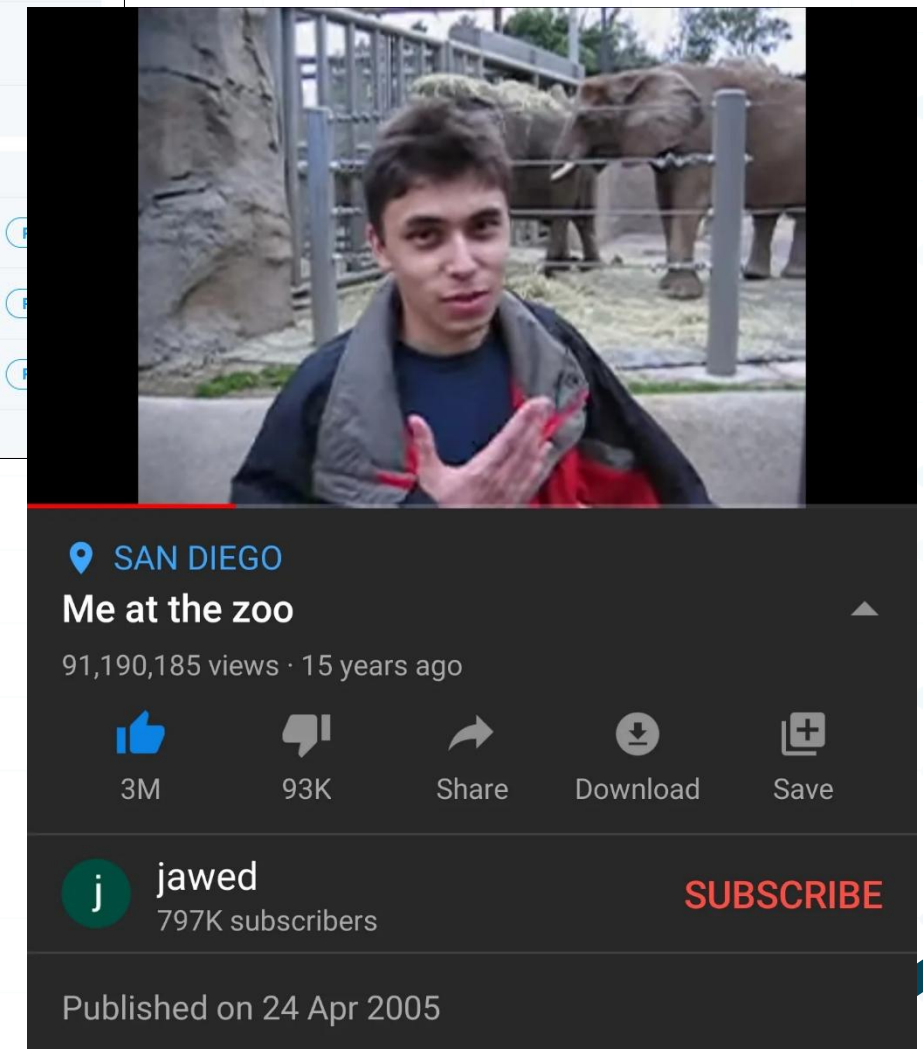 SAN DIEGO
Me at the zoo
91,190,185 views · 15 years ago
3M 93K Share Download Save
j jawed SUBSCRIBE
797K subscribers
Published on 24 Apr 2005